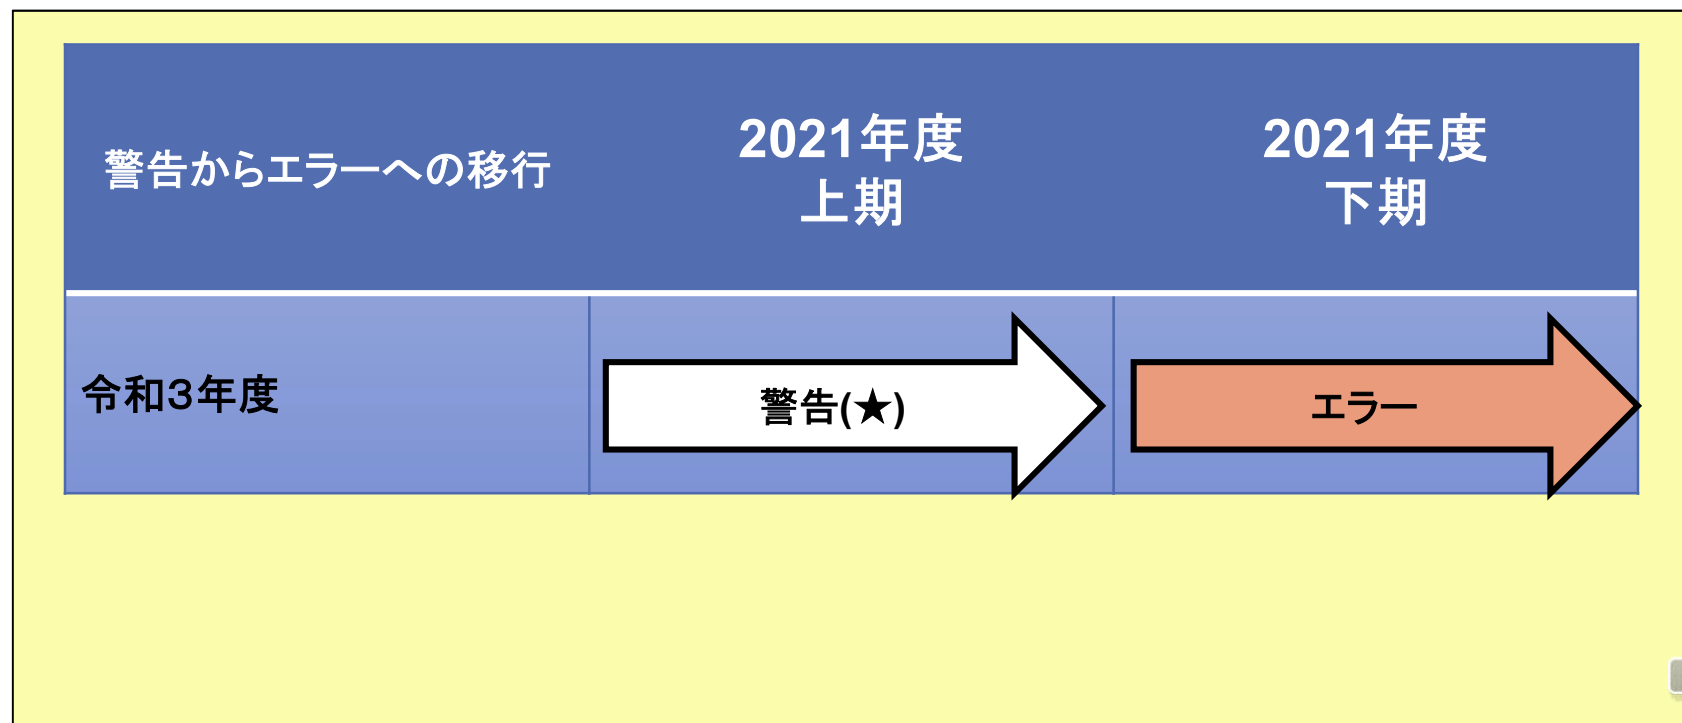 警告からエラーへの移行
2021年度
上期
2021年度
下期
令和３年度
警告(★)
エラー